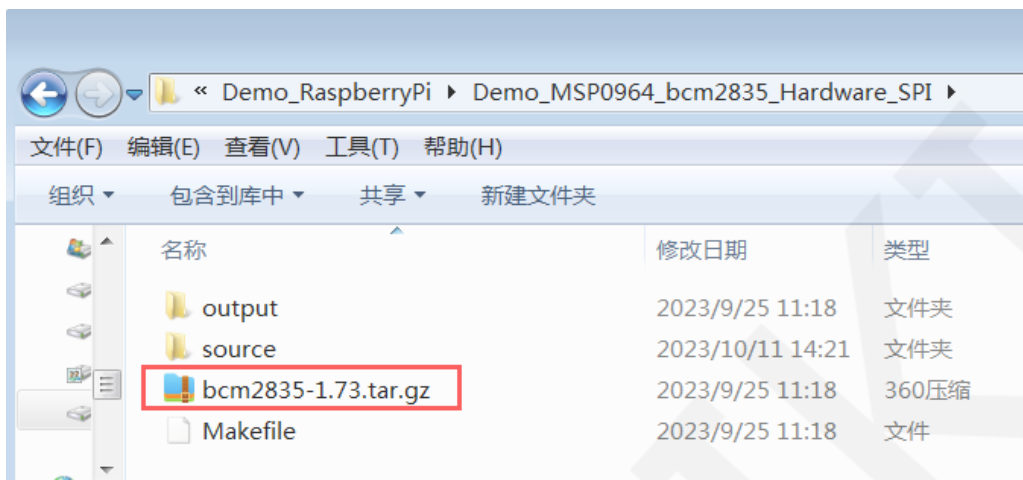 « Demo_RaspberryPi ▸ Demo_MSP0964_bcm2835_Hardware_SPI ▸
文件(F) 编辑(E) 查看(V) 工具(T) 帮助(H)
组织 包含到库中 共享 新建文件夹
名称 修改日期 类型
output 2023/9/25 11:18 文件夹
source 2023/10/11 14:21 文件夹
bcm2835-1.73.tar.gz 2023/9/25 11:18 360压缩
Makefile 2023/9/25 11:18 文件